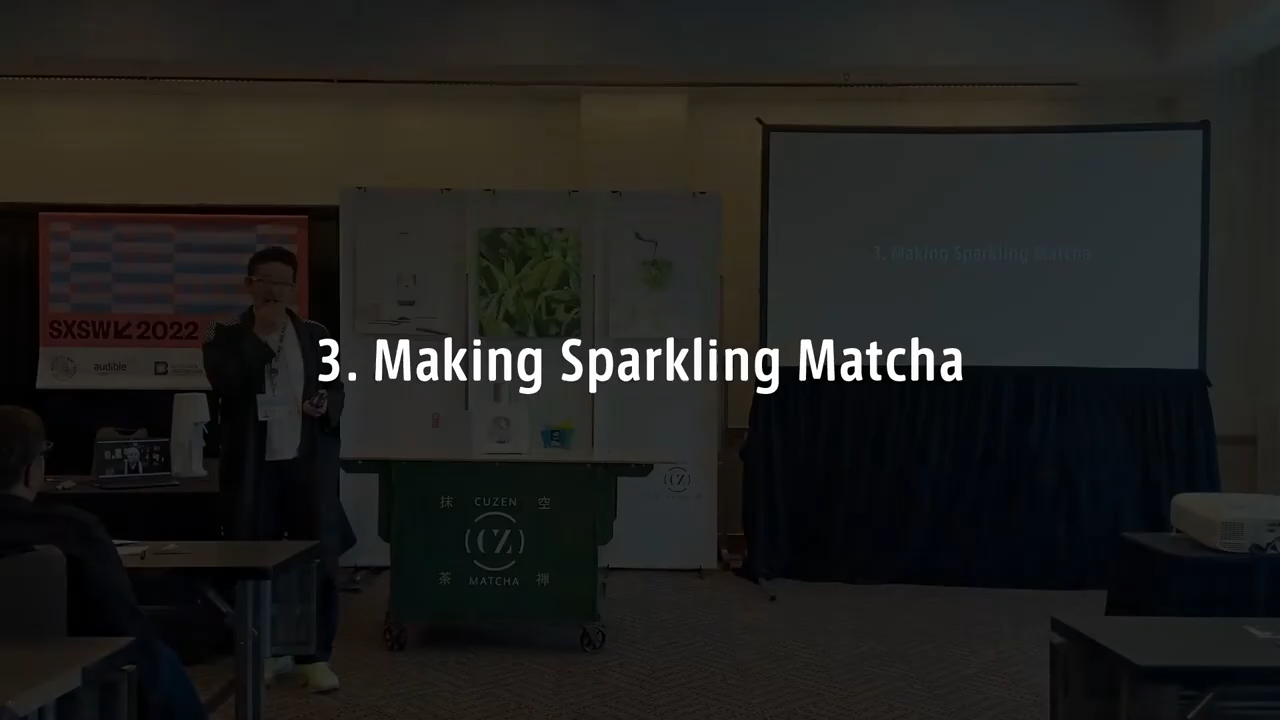 3. Making Sparkling Matcha
3. Making Sparkling Matcha
SXSW 2022
audible
抹 CUZEN 空
CZ
茶 MATCHA 禅
CZ